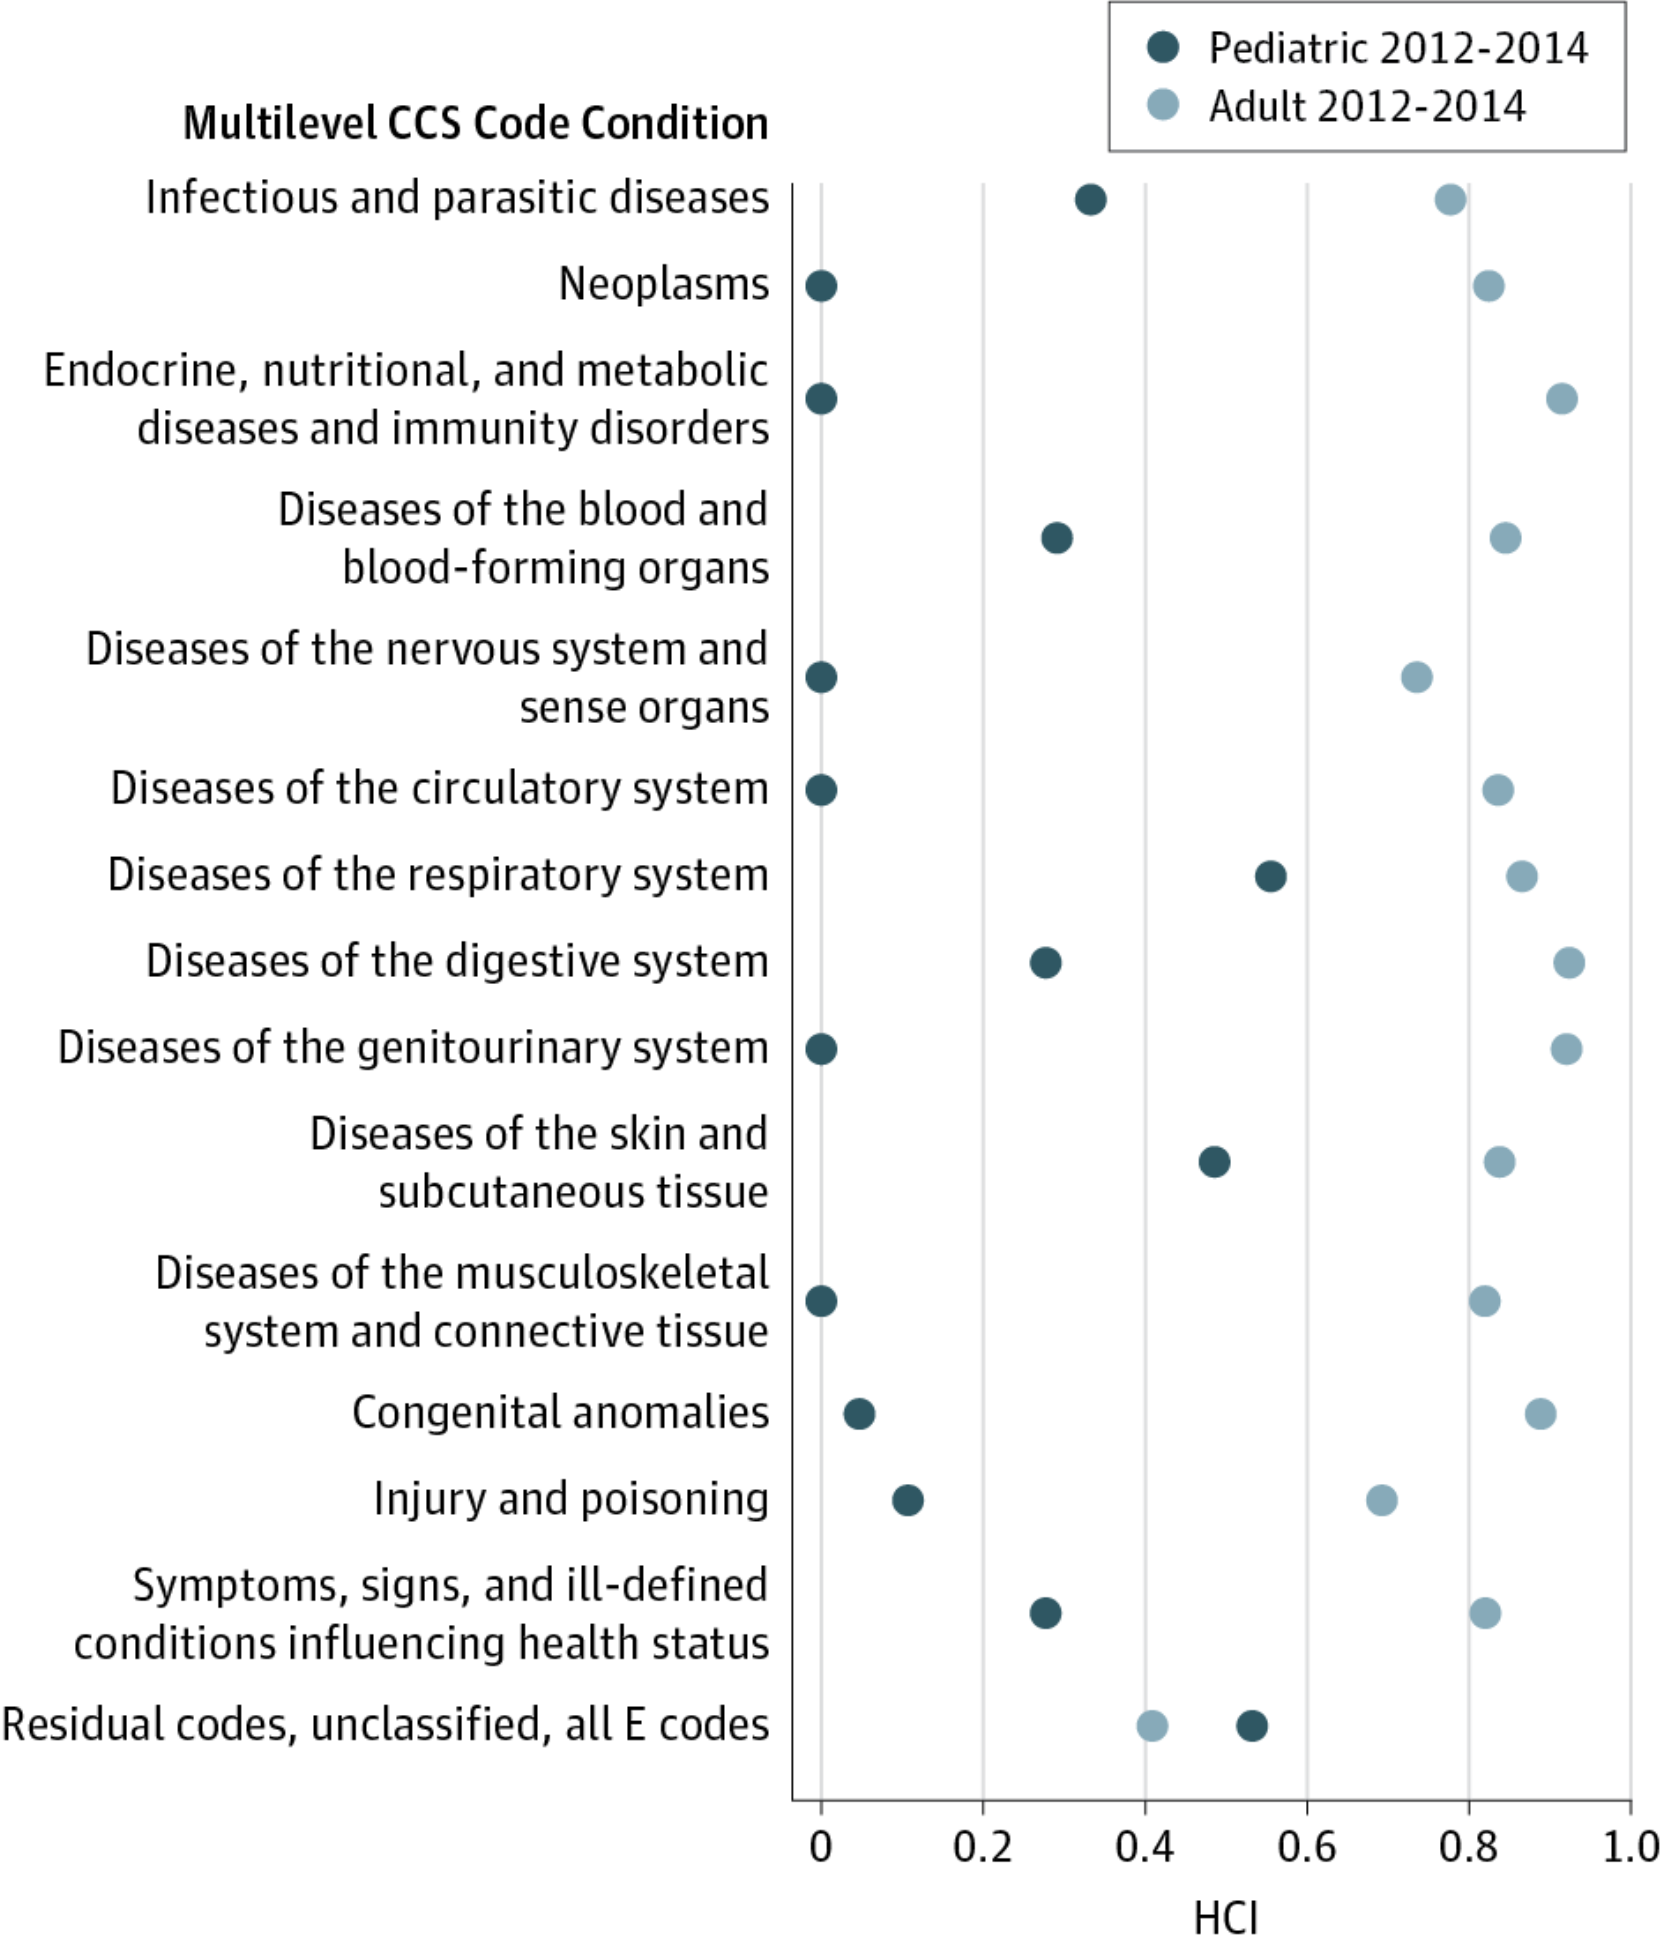 Pediatric 2012-2014
Adult 2012-2014
Multilevel CCS Code Condition
Infectious and parasitic diseases
Neoplasms
Endocrine, nutritional, and metabolic
diseases and immunity disorders
Diseases of the blood and
blood-forming organs
Diseases of the nervous system and
sense organs
Diseases of the circulatory system
Diseases of the respiratory system
Diseases of the digestive system
Diseases of the genitourinary system
Diseases of the skin and
subcutaneous tissue
Diseases of the musculoskeletal
system and connective tissue
Congenital anomalies
Injury and poisoning
Symptoms, signs, and ill-defined
conditions influencing health status
Residual codes, unclassified, all E codes
0 0.2 0.4 0.6 0.8 1.0
HCI